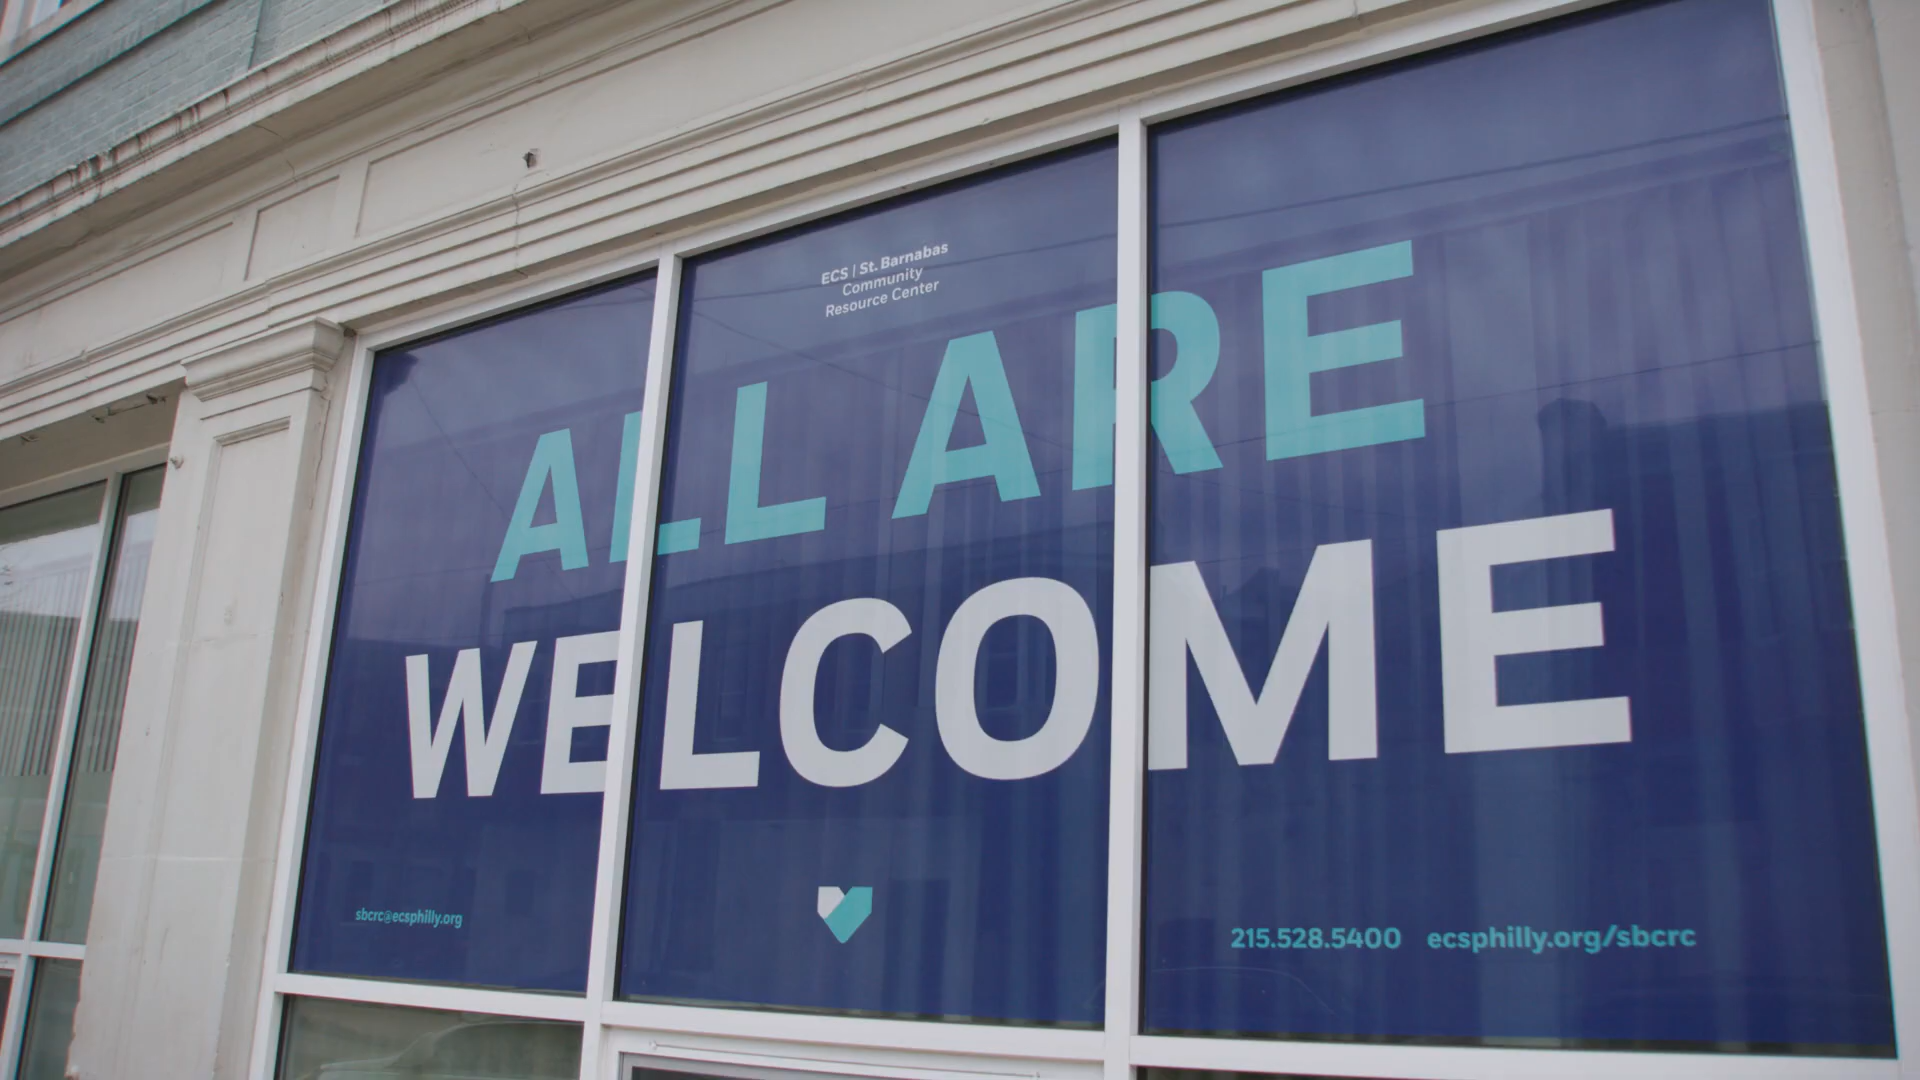 ECS | St. Barnabas
Community
Resource Center
ALL ARE
WELCOME
sbcrc@ecsphilly.org
215.528.5400 ecsphilly.org/sbcrc